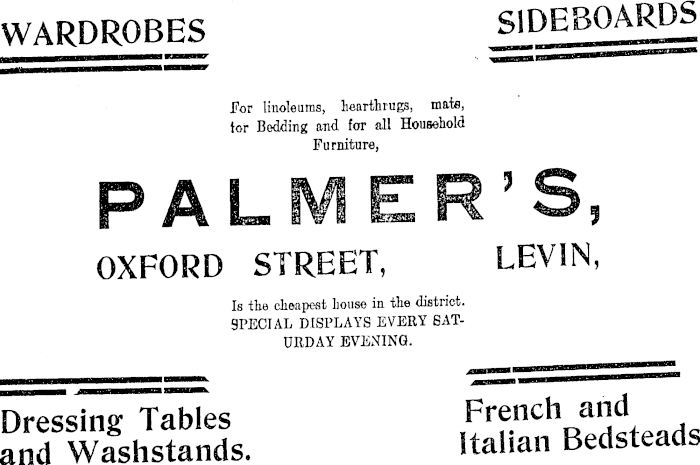 WARDROBES
SIDEBOARDS
For linoleums, hearthrugs, mats,
for Bedding and for all Household
Furniture,
PALMER'S,
OXFORD STREET, LEVIN,
Is the cheapest house in the district.
SPECIAL DISPLAYS EVERY SAT-
URDAY EVENING.
Dressing Tables
and Washstands.
French and
Italian Bedsteads